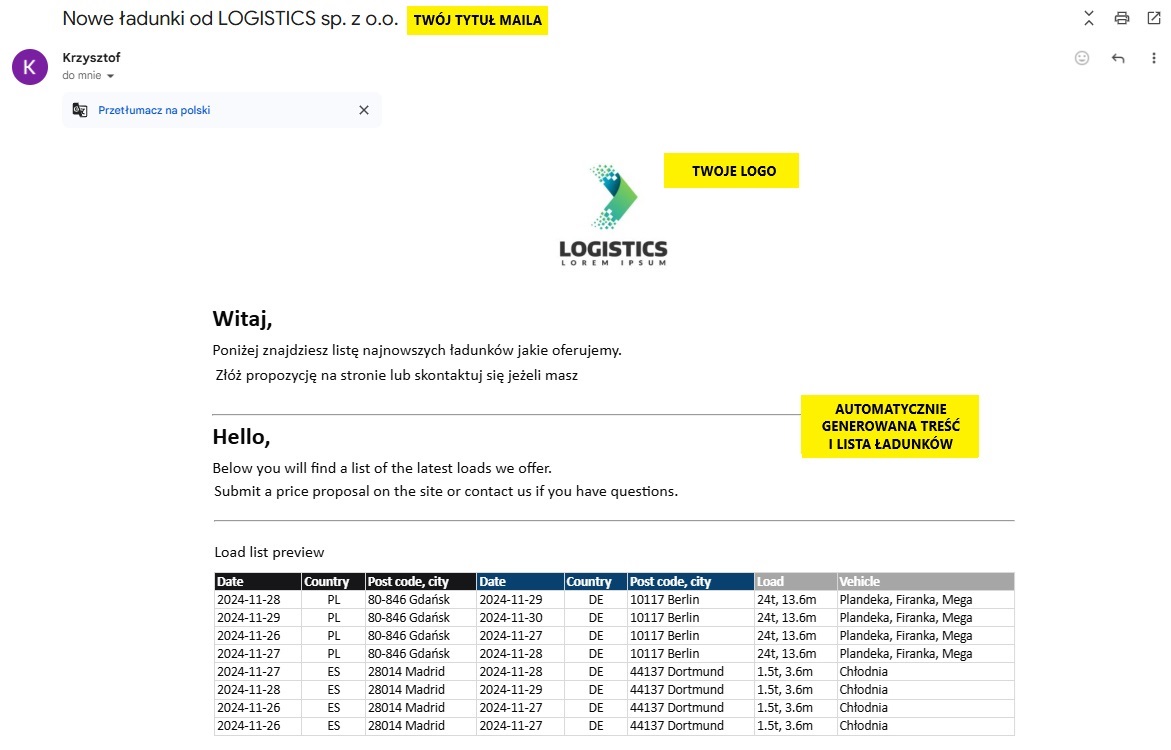 Nowe ładunki od LOGISTICS sp. z o.o. TWÓJ TYTUŁ MAILA
K
Krzysztof
do mnie
Przetłumacz na polski
TWOJE LOGO
LOGISTICS
LOREM IPSUM
Witaj,
Poniżej znajdziesz listę najnowszych ładunków jakie oferujemy.
Złóż propozycję na stronie lub skontaktuj się jeżeli masz
AUTOMATYCZNIE
GENEROWANA TREŚĆ
I LISTA ŁADUNKÓW
Hello,
Below you will find a list of the latest loads we offer.
Submit a price proposal on the site or contact us if you have questions.
Load list preview
Date Country Post code, city Date Country Post code, city Load Vehicle
2024-11-28 PL 80-846 Gdańsk 2024-11-29 DE 10117 Berlin 24t, 13.6m Plandeka, Firanka, Mega
2024-11-29 PL 80-846 Gdańsk 2024-11-30 DE 10117 Berlin 24t, 13.6m Plandeka, Firanka, Mega
2024-11-26 PL 80-846 Gdańsk 2024-11-27 DE 10117 Berlin 24t, 13.6m Plandeka, Firanka, Mega
2024-11-27 PL 80-846 Gdańsk 2024-11-28 DE 10117 Berlin 24t, 13.6m Plandeka, Firanka, Mega
2024-11-27 ES 28014 Madrid 2024-11-28 DE 44137 Dortmund 1.5t, 3.6m Chłodnia
2024-11-28 ES 28014 Madrid 2024-11-29 DE 44137 Dortmund 1.5t, 3.6m Chłodnia
2024-11-26 ES 28014 Madrid 2024-11-27 DE 44137 Dortmund 1.5t, 3.6m Chłodnia
2024-11-26 ES 28014 Madrid 2024-11-27 DE 44137 Dortmund 1.5t, 3.6m Chłodnia